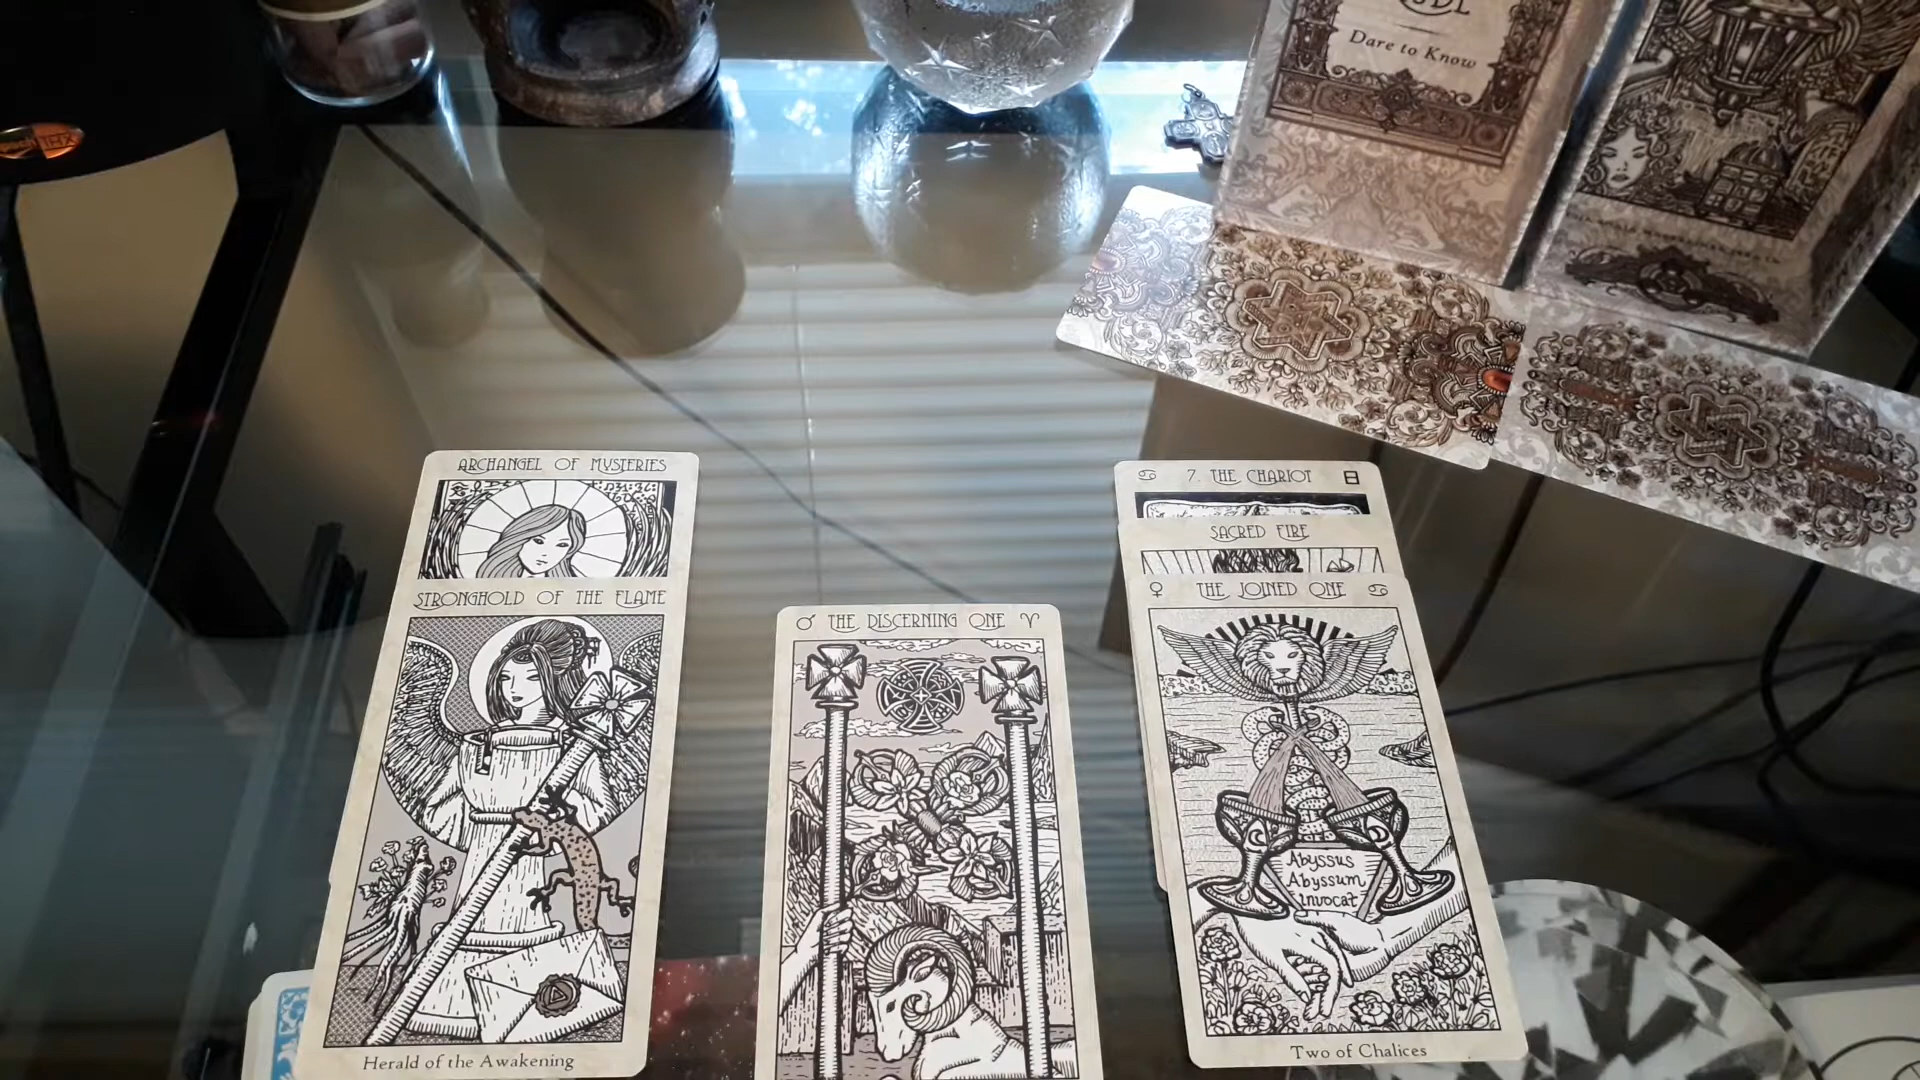 Dare to Know
ARCHANGEL OF MYSTERIES
STRONGHOLD OF THE FLAME
Herald of the Awakening
THE DISCERNING ONE
7. THE CHARIOT
SACRED FIRE
THE JOINED ONE
Abyssus
Abyssum
invocat
Two of Chalices